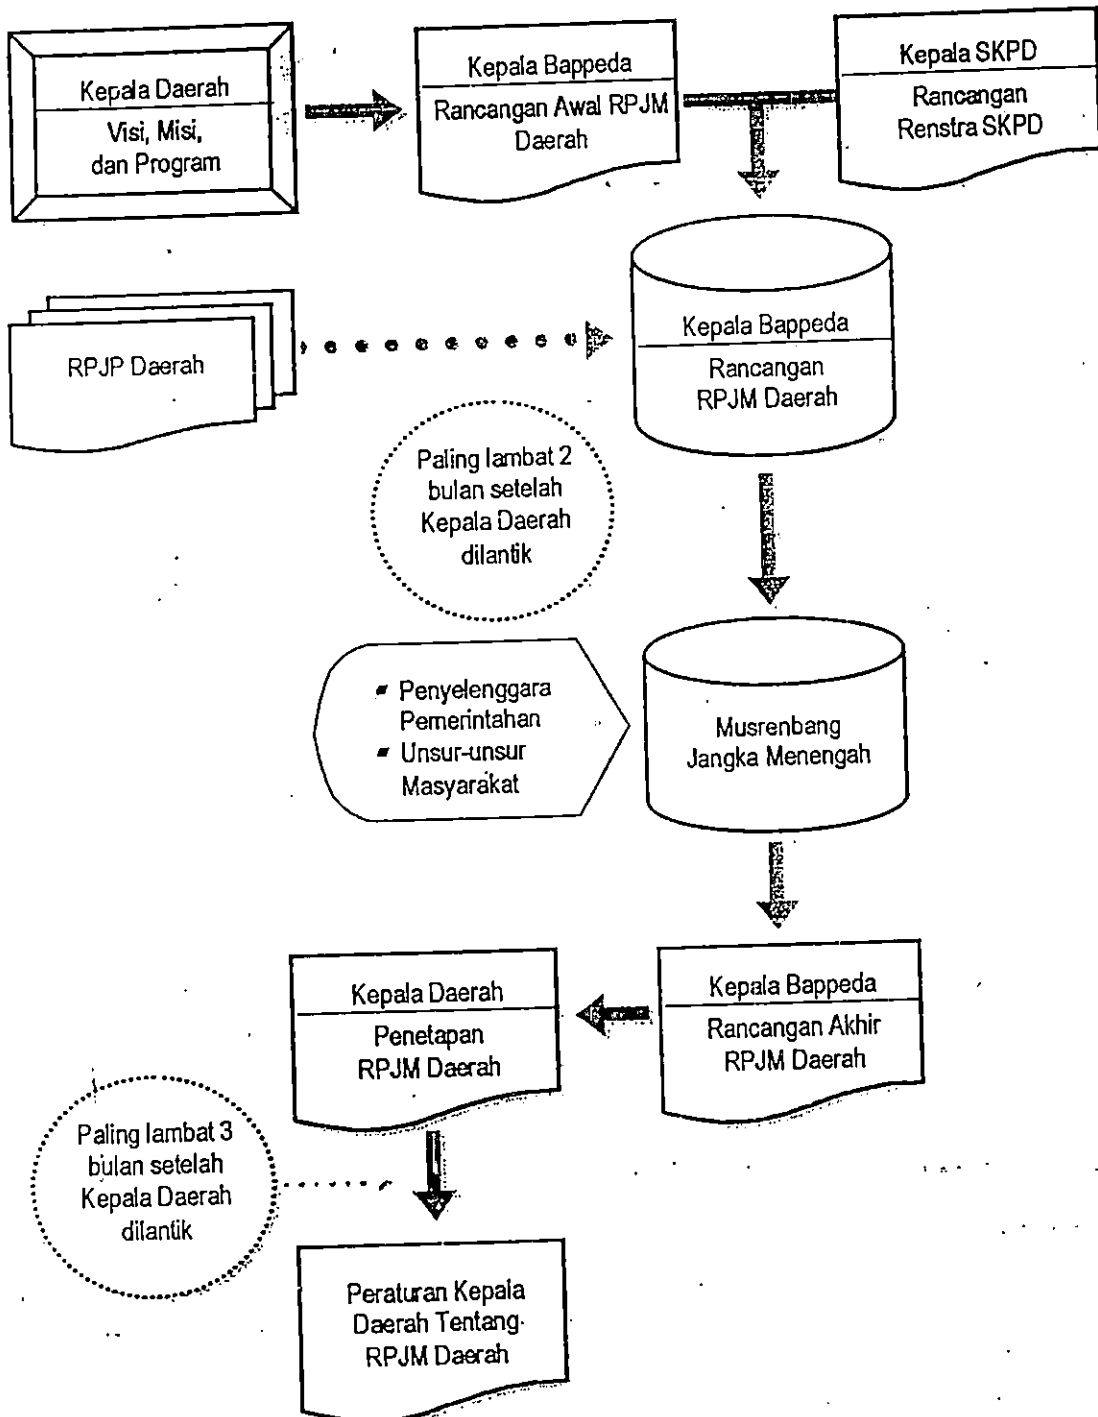 Kepala Daerah
Visi, Misi,
dan Program
Kepala Bappeda
Rancangan Awal RPJM
Daerah
Kepala SKPD
Rancangan
Renstra SKPD
RPJP Daerah
Kepala Bappeda
Rancangan
RPJM Daerah
Paling lambat 2
bulan setelah
Kepala Daerah
dilantik
▪ Penyelenggara
Pemerintahan
▪ Unsur-unsur
Masyarakat
Musrenbang
Jangka Menengah
Kepala Daerah
Penetapan
RPJM Daerah
Kepala Bappeda
Rancangan Akhir
RPJM Daerah
Paling lambat 3
bulan setelah
Kepala Daerah
dilantik
Peraturan Kepala
Daerah Tentang
RPJM Daerah